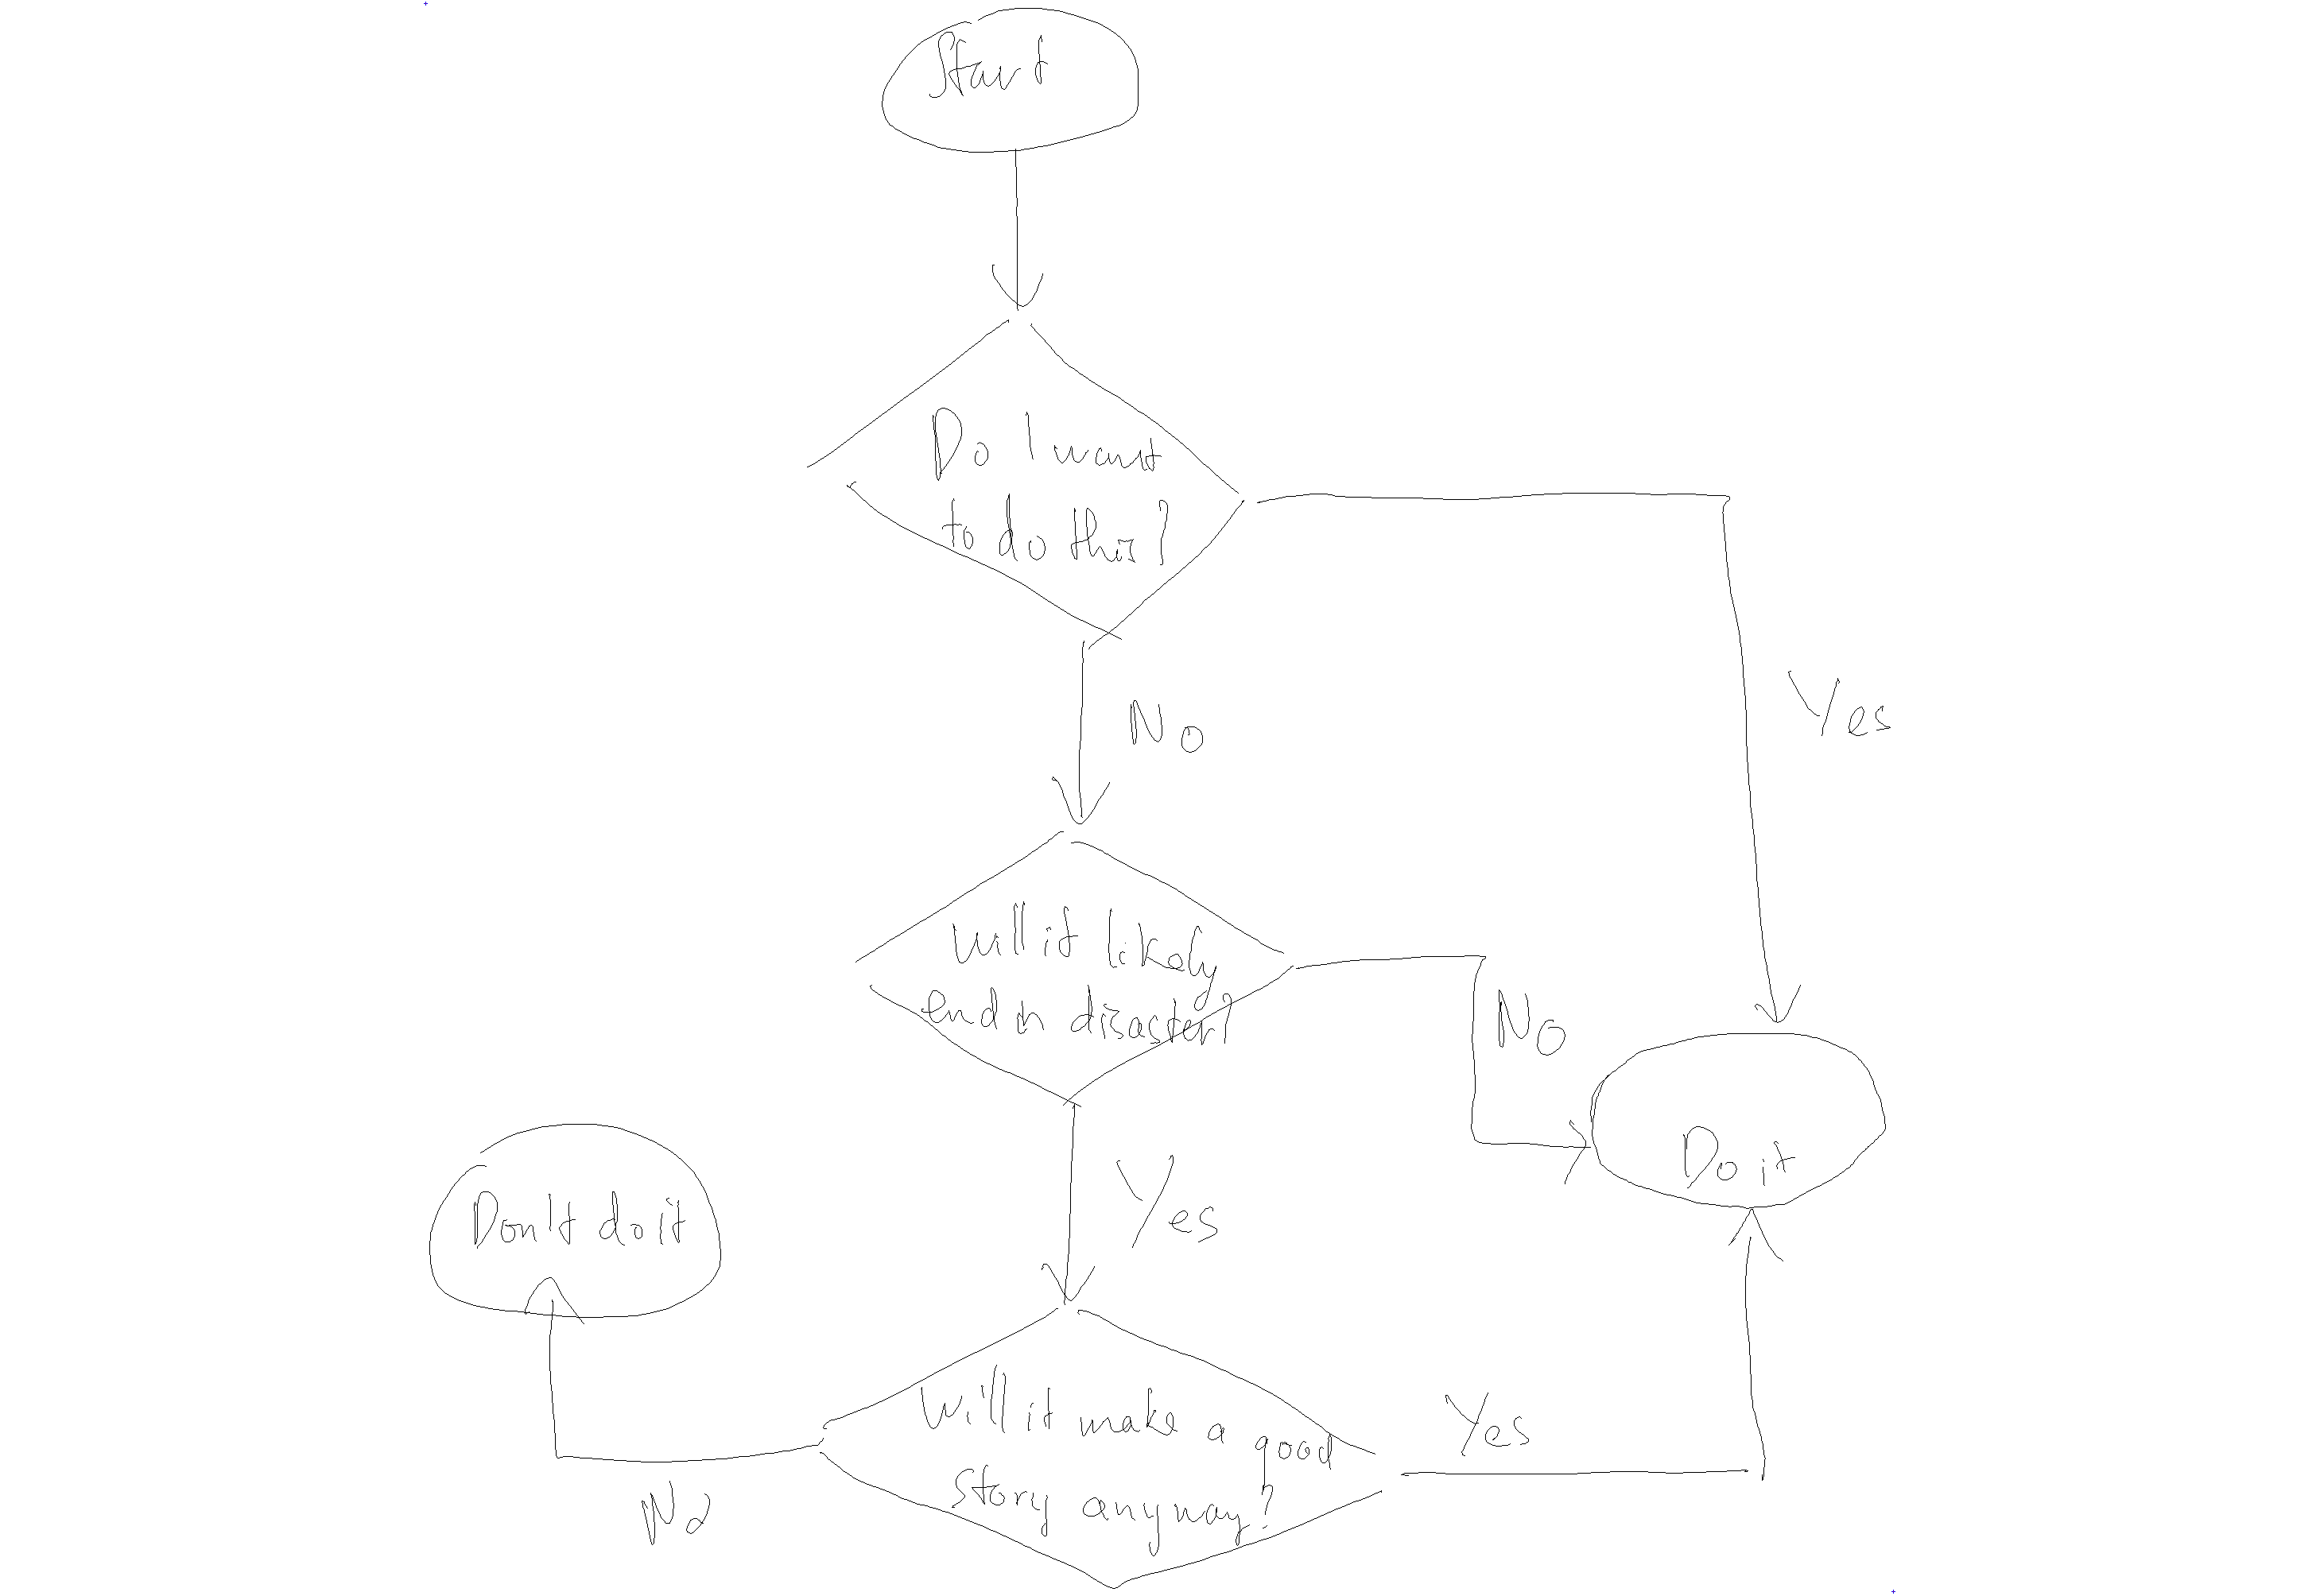 Start
Do I want
to do this?
Yes
No
Will it likely
end in disaster?
No
Do it
Yes
Don't do it
Will it make a good
story anyway?
Yes
No